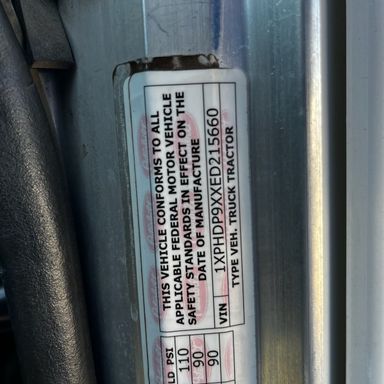 THIS VEHICLE CONFORMS TO ALL
APPLICABLE FEDERAL MOTOR VEHICLE
SAFETY STANDARDS IN EFFECT ON THE
DATE OF MANUFACTURE
VIN 1XPHDP9XXED215660
TYPE VEH. TRUCK TRACTOR
LD PSI
110
90
90